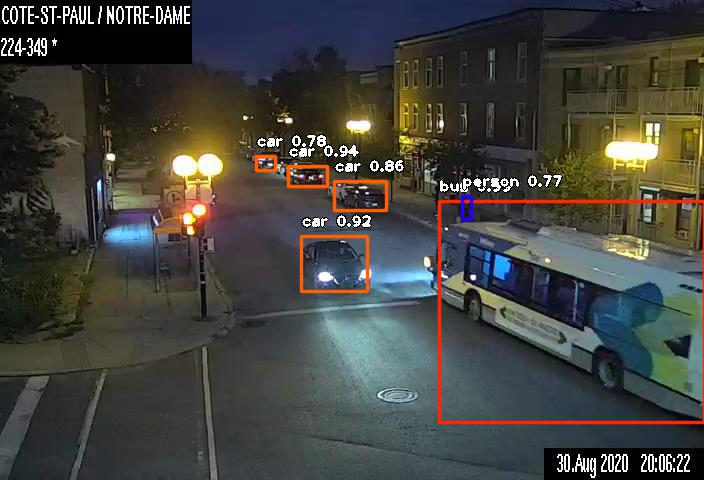 COTE-ST-PAUL / NOTRE-DAME
224-349 *
car 0.78
car 0.94
car 0.86
person 0.77
car 0.92
30.Aug 2020 20:06:22